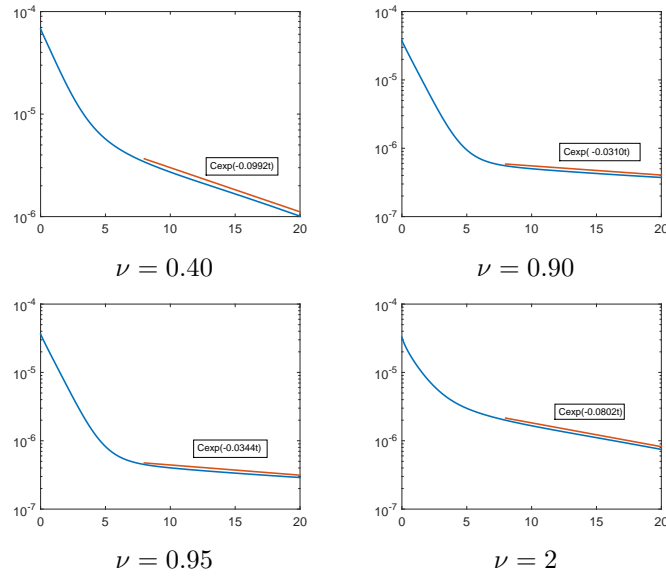 10^-4
10^-5
10^-6
0 5 10 15 20
Cexp(-0.0992t)
ν = 0.40
10^-4
10^-5
10^-6
10^-7
0 5 10 15 20
Cexp( -0.0310t)
ν = 0.90
10^-4
10^-5
10^-6
10^-7
0 5 10 15 20
Cexp(-0.0344t)
ν = 0.95
10^-4
10^-5
10^-6
10^-7
0 5 10 15 20
Cexp(-0.0802t)
ν = 2